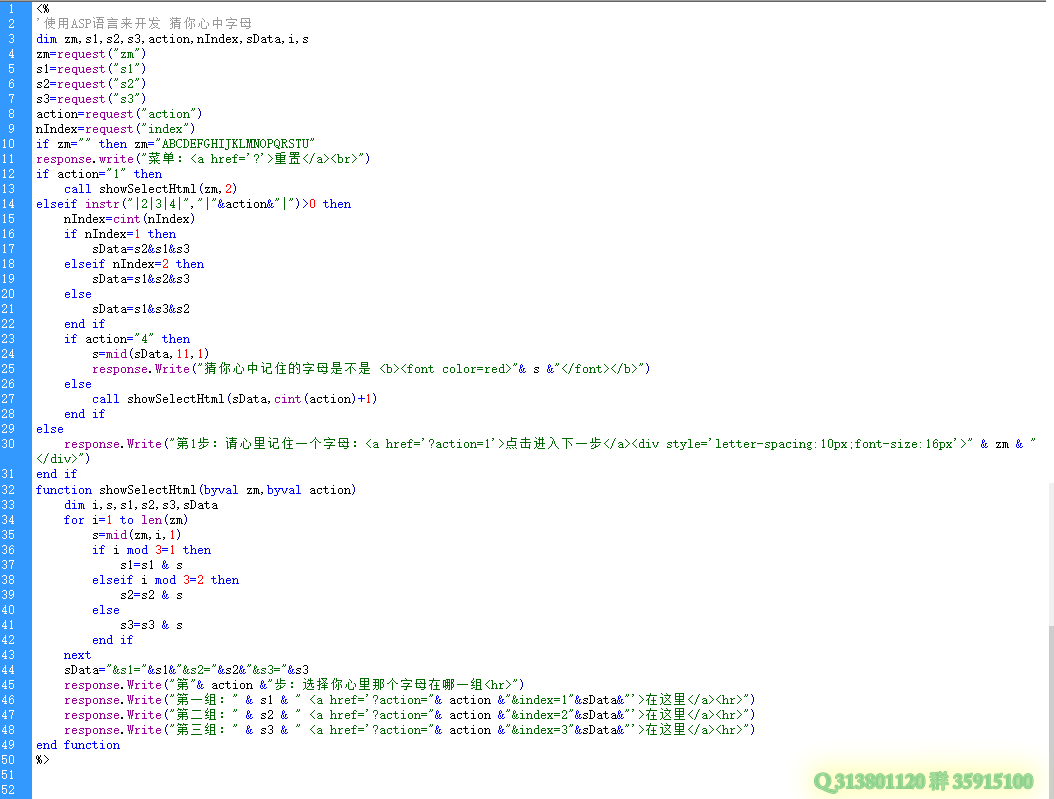 1 <%
2 '使用ASP语言来开发 猜你心中字母
3 dim zm,s1,s2,s3,action,nIndex,sData,i,s
4 zm=request("zm")
5 s1=request("s1")
6 s2=request("s2")
7 s3=request("s3")
8 action=request("action")
9 nIndex=request("index")
10 if zm="" then zm="ABCDEFGHIJKLMNOPQRSTU"
11 response.write("菜单：<a href='?'>重置</a><br>")
12 if action="1" then
13     call showSelectHtml(zm,2)
14 elseif instr("|2|3|4|","|"&action&"|")>0 then
15     nIndex=cint(nIndex)
16     if nIndex=1 then
17         sData=s2&s1&s3
18     elseif nIndex=2 then
19         sData=s1&s2&s3
20     else
21         sData=s1&s3&s2
22     end if
23     if action="4" then
24         s=mid(sData,11,1)
25         response.Write("猜你心中记住的字母是不是 <b><font color=red>"& s &"</font></b>")
26     else
27         call showSelectHtml(sData,cint(action)+1)
28     end if
29 else
30     response.Write("第1步：请心里记住一个字母：<a href='?action=1'>点击进入下一步</a><div style='letter-spacing:10px;font-size:16px'>" & zm & "
</div>")
31 end if
32 function showSelectHtml(byval zm,byval action)
33     dim i,s,s1,s2,s3,sData
34     for i=1 to len(zm)
35         s=mid(zm,i,1)
36         if i mod 3=1 then
37             s1=s1 & s
38         elseif i mod 3=2 then
39             s2=s2 & s
40         else
41             s3=s3 & s
42         end if
43     next
44     sData="&s1="&s1&"&s2="&s2&"&s3="&s3
45     response.Write("第"& action &"步：选择你心里那个字母在哪一组<hr>")
46     response.Write("第一组：" & s1 & " <a href='?action="& action &"&index=1"&sData&"'>在这里</a><hr>")
47     response.Write("第二组：" & s2 & " <a href='?action="& action &"&index=2"&sData&"'>在这里</a><hr>")
48     response.Write("第三组：" & s3 & " <a href='?action="& action &"&index=3"&sData&"'>在这里</a><hr>")
49 end function
50 %>
51
52
Q313801120 群 35915100